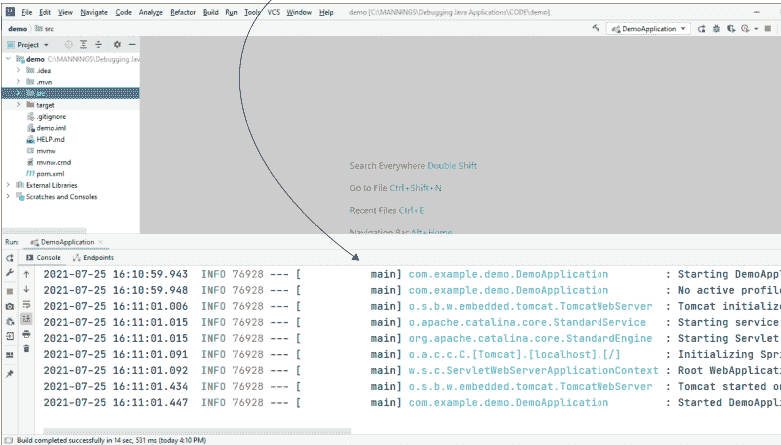 File Edit View Navigate Code Analyze Refactor Build Run Tools VCS Window Help demo [C:\MANNINGS\Debugging Java Applications\CODE\demo]
demo src DemoApplication
Project
demo C:\MANNINGS\Debugging Java
.idea
.mvn
src
target
.gitignore
demo.iml
HELP.md
mvnw
mvnw.cmd
pom.xml
External Libraries
Scratches and Consoles
Search Everywhere Double Shift
Go to File Ctrl+Shift+N
Recent Files Ctrl+E
Navigation Bar Alt+Home
Run: DemoApplication
Console Endpoints
2021-07-25 16:10:59.943 INFO 76928 --- [ main] com.example.demo.DemoApplication : Starting DemoAppl
2021-07-25 16:10:59.948 INFO 76928 --- [ main] com.example.demo.DemoApplication : No active profile
2021-07-25 16:11:01.006 INFO 76928 --- [ main] o.s.b.w.embedded.tomcat.TomcatWebServer : Tomcat initialize
2021-07-25 16:11:01.015 INFO 76928 --- [ main] o.apache.catalina.core.StandardService : Starting service
2021-07-25 16:11:01.015 INFO 76928 --- [ main] org.apache.catalina.core.StandardEngine : Starting Servlet
2021-07-25 16:11:01.091 INFO 76928 --- [ main] o.a.c.c.C.[Tomcat].[localhost].[/] : Initializing Spri
2021-07-25 16:11:01.092 INFO 76928 --- [ main] w.s.c.ServletWebServerApplicationContext : Root WebApplicati
2021-07-25 16:11:01.434 INFO 76928 --- [ main] o.s.b.w.embedded.tomcat.TomcatWebServer : Tomcat started on
2021-07-25 16:11:01.447 INFO 76928 --- [ main] com.example.demo.DemoApplication : Started DemoAppli
Build completed successfully in 14 sec, 531 ms (today 4:10 PM)